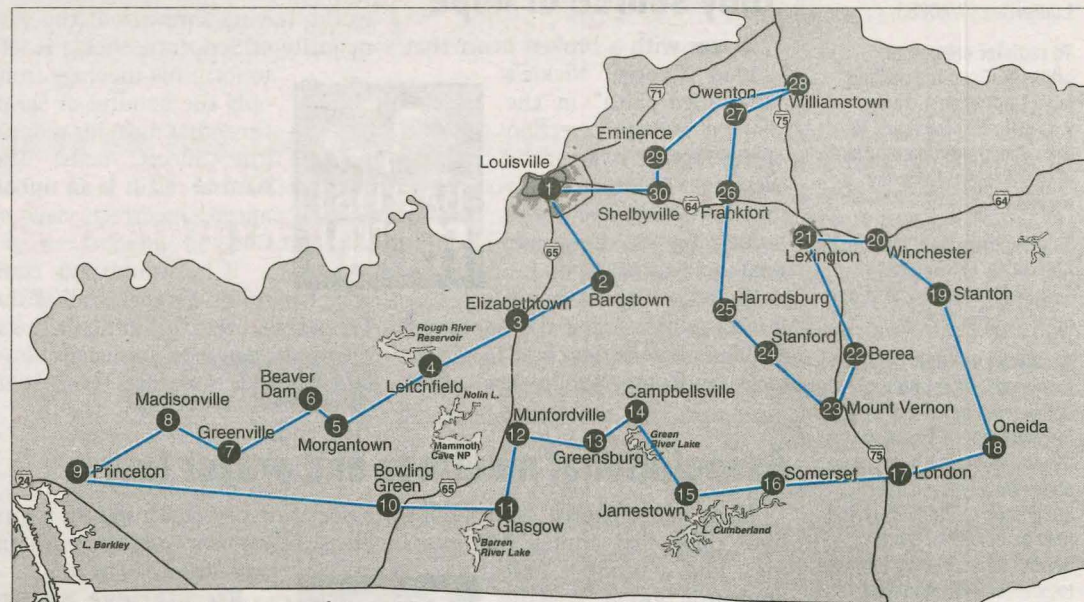 71
28
Owenton
Williamstown
27
75
Eminence
29
Louisville
1
30
26
64
Shelbyville
Frankfort
64
21
20
Lexington
Winchester
65
2
Bardstown
19
Stanton
Elizabethtown
3
25
Harrodsburg
Rough River
Reservoir
Stanford
24
22
Berea
4
Leitchfield
Beaver
Dam
6
Madisonville
8
Nolin L.
Campbellsville
14
23
Mount Vernon
5
Morgantown
Munfordville
12
Oneida
Greenville
7
Mammoth
Cave NP
13
Greensburg
Green
River Lake
18
9
Princeton
24
Bowling
Green
65
Somerset
75
16
17
London
10
11
Glasgow
Jamestown
15
L. Cumberland
Barren
River Lake
L. Barkley